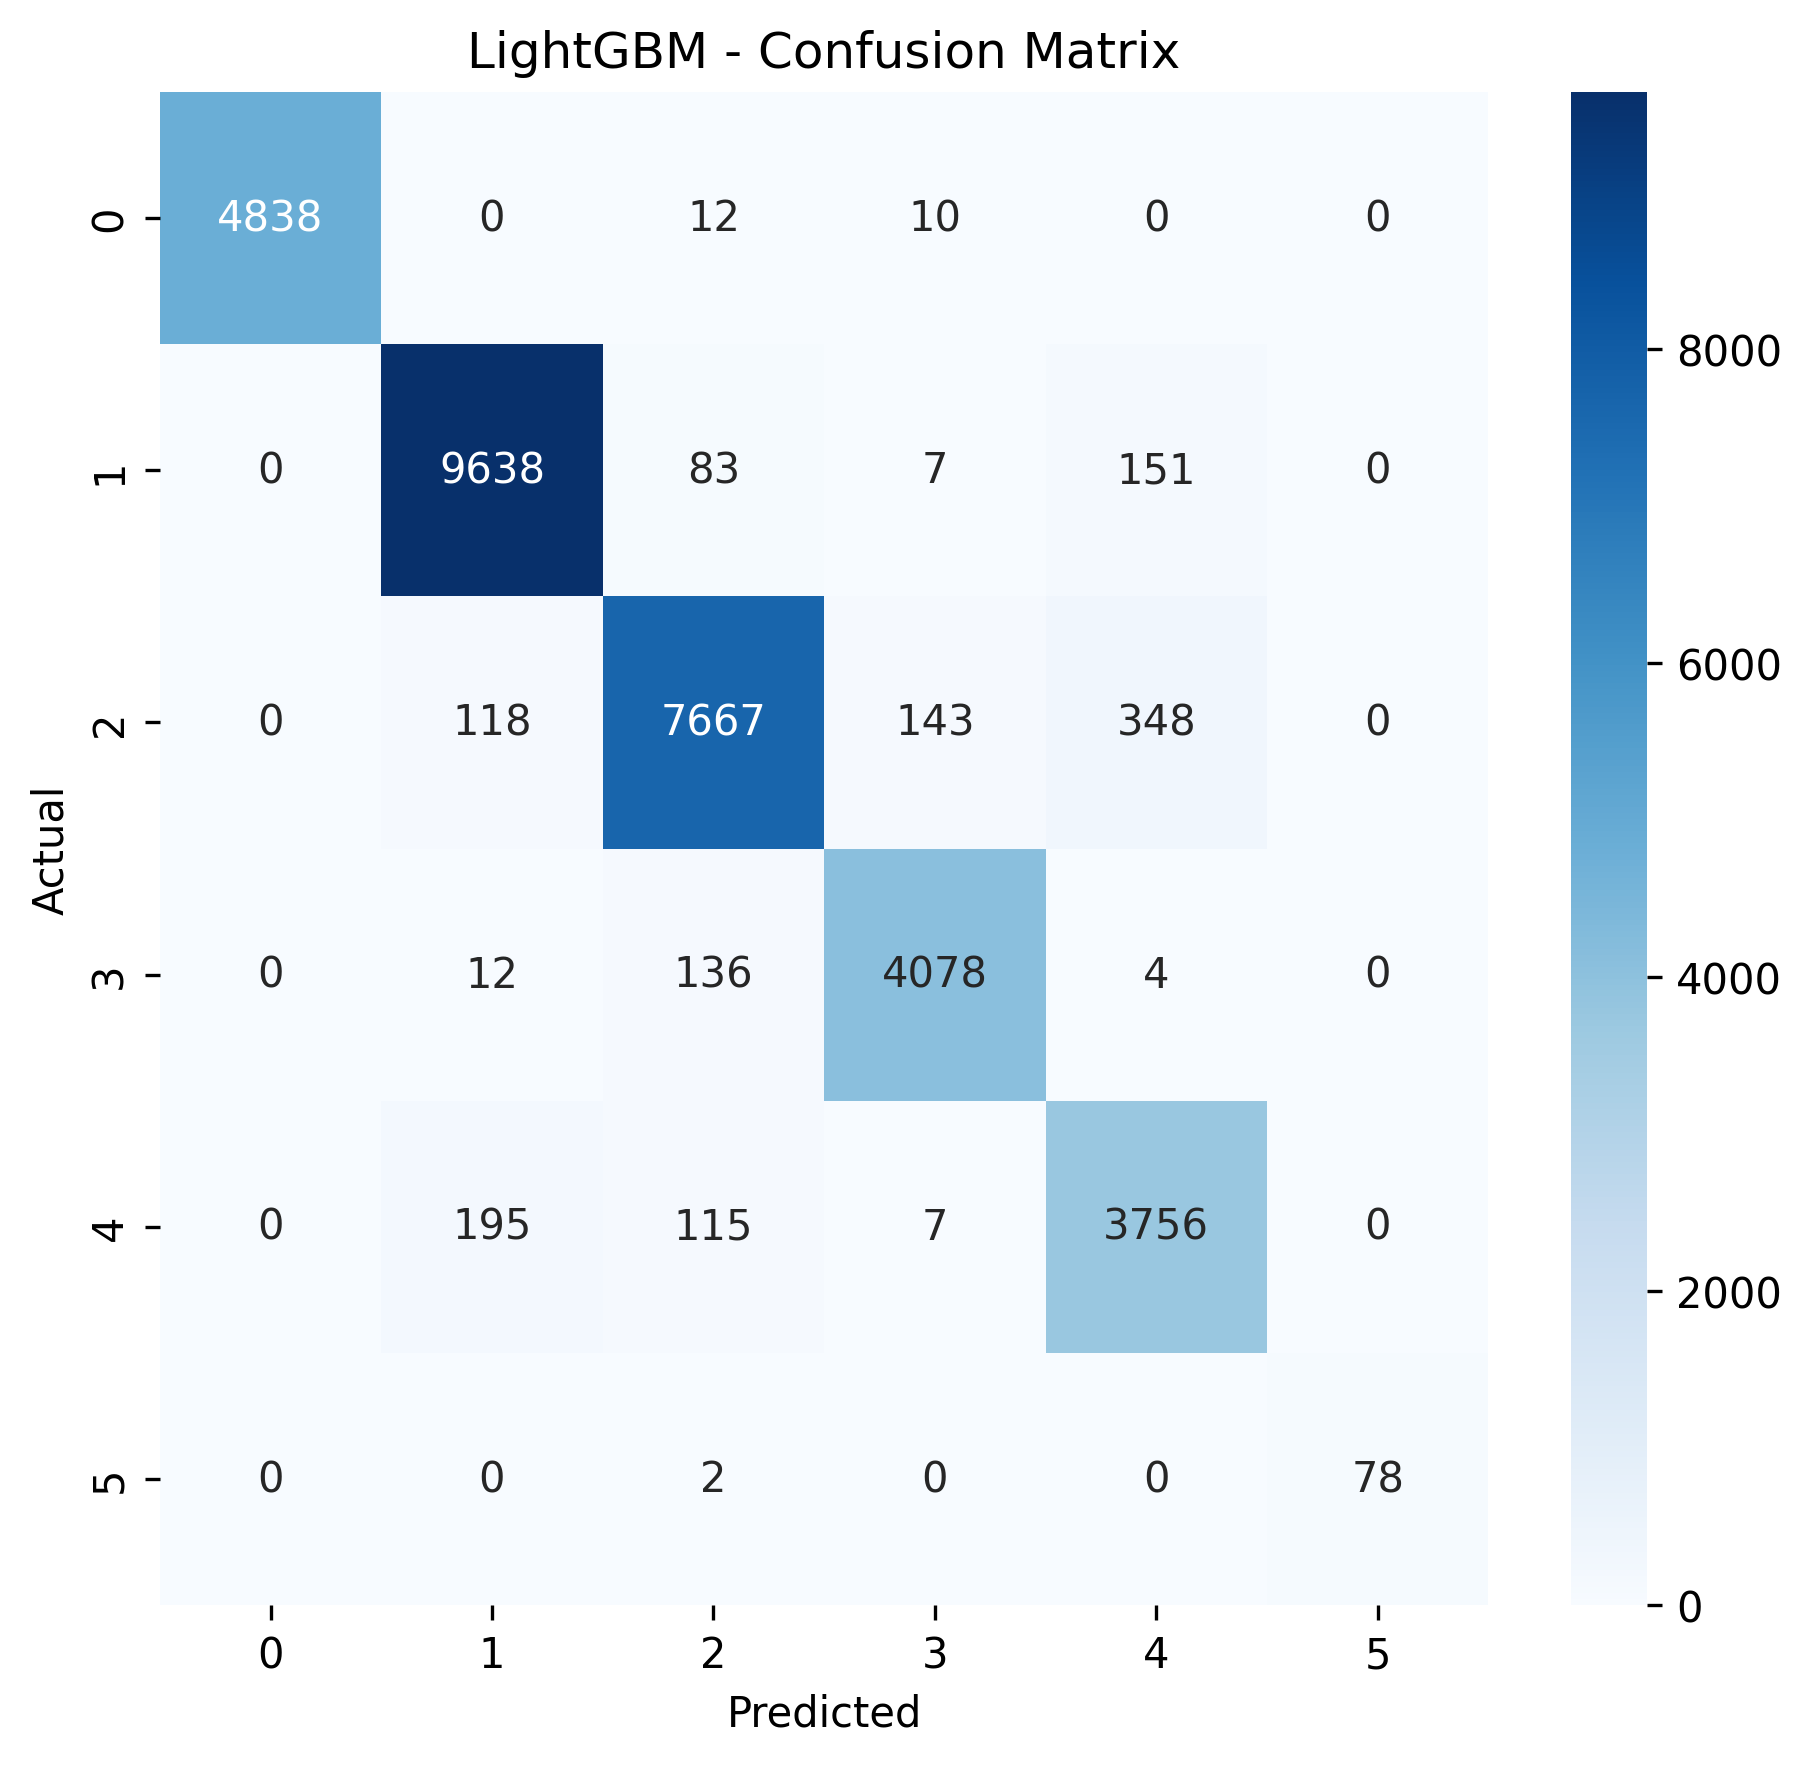 LightGBM - Confusion Matrix
0 4838 0 12 10 0 0
1 0 9638 83 7 151 0
2 0 118 7667 143 348 0
3 0 12 136 4078 4 0
4 0 195 115 7 3756 0
5 0 0 2 0 0 78
0 1 2 3 4 5
Predicted
Actual
8000
6000
4000
2000
0